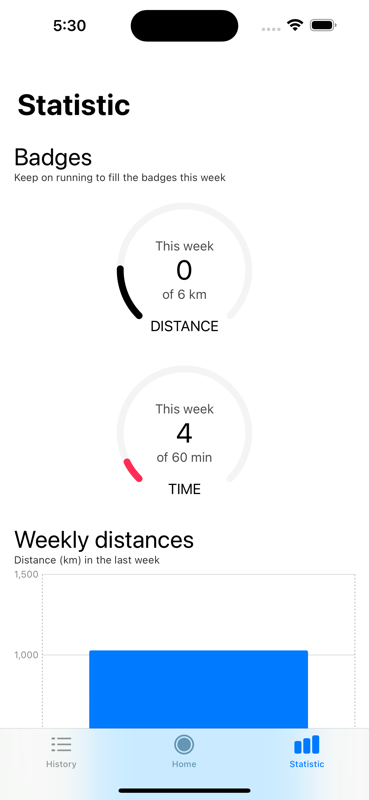 5:30
Statistic
Badges
Keep on running to fill the badges this week
This week
0
of 6 km
DISTANCE
This week
4
of 60 min
TIME
Weekly distances
Distance (km) in the last week
1,500
1,000
History
Home
Statistic